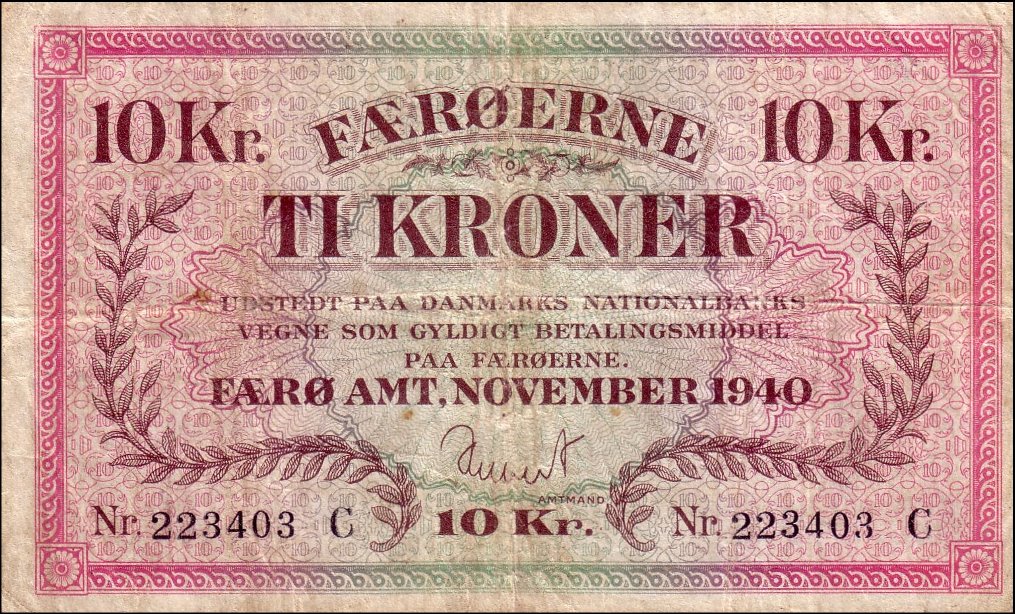 10 Kr. FÆRØERNE 10 Kr.
TI KRONER
UDSTEDT PAA DANMARKS NATIONALBANKS
VEGNE SOM GYLDIGT BETALINGSMIDDEL
PAA FÆRØERNE.
FÆRØ AMT, NOVEMBER 1940
AMTMAND
Nr. 223403 C 10 Kr. Nr. 223403 C